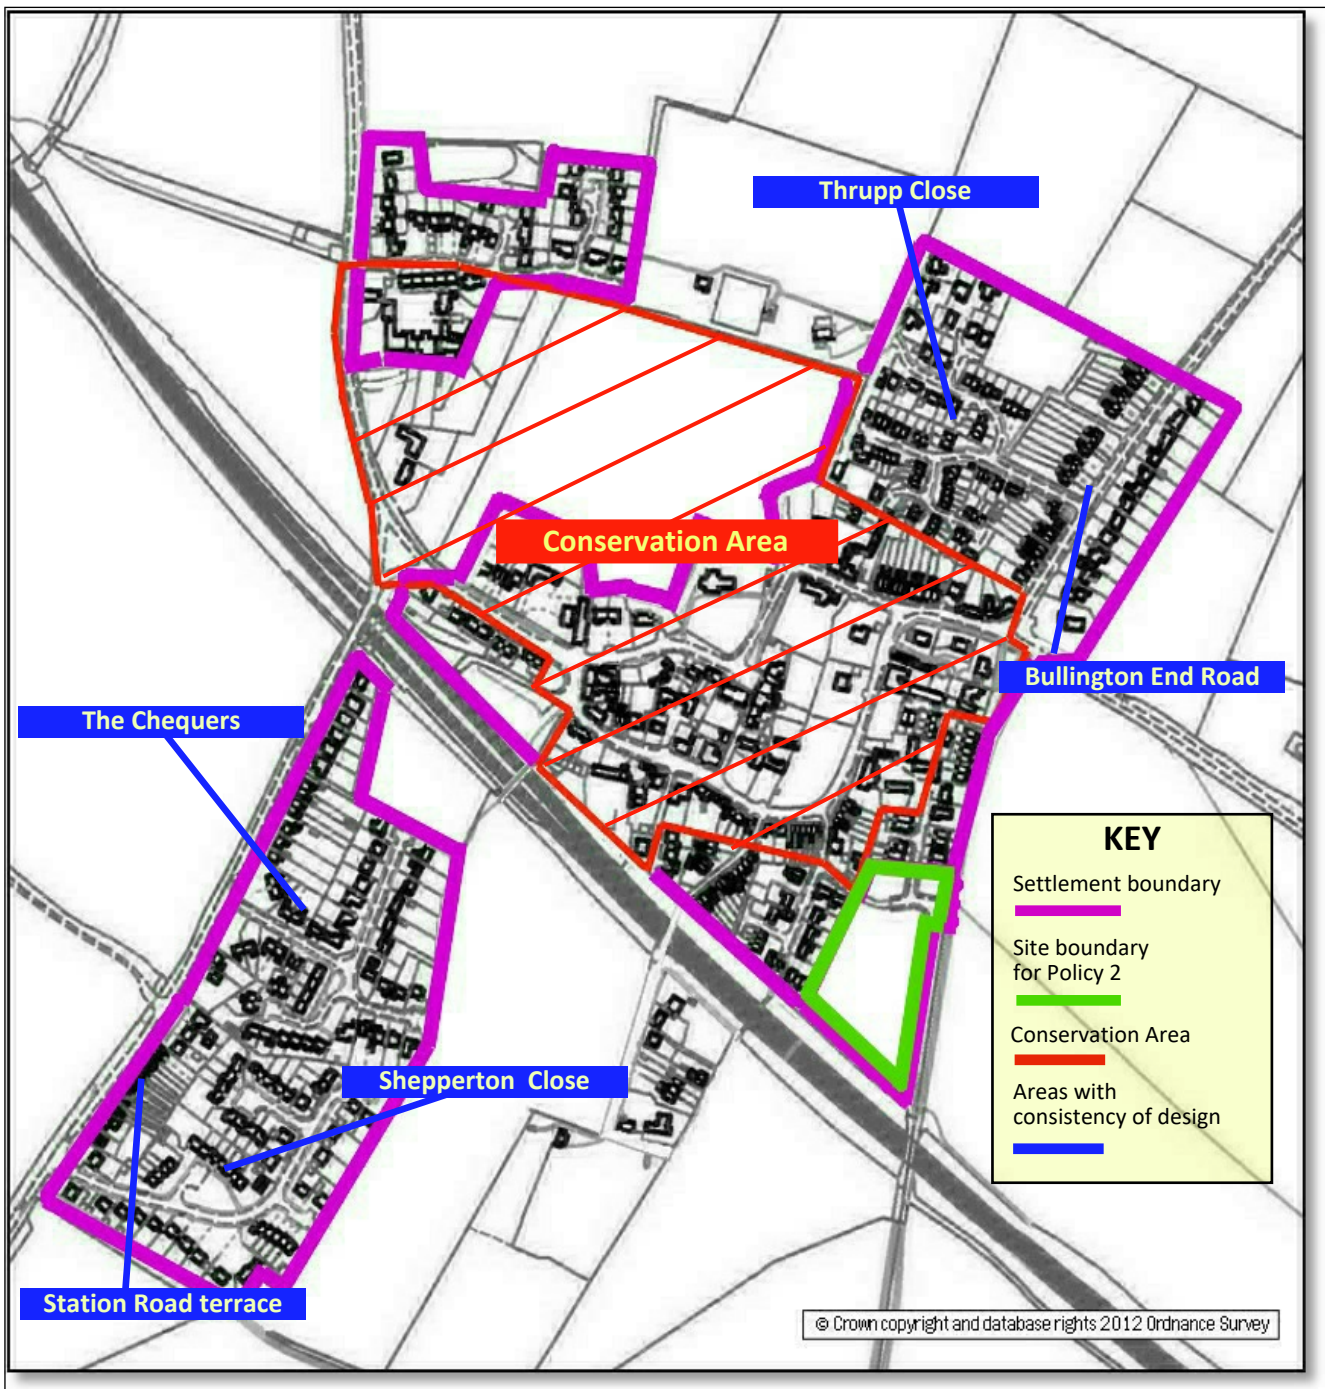 Thrupp Close
Conservation Area
Bullington End Road
The Chequers
Shepperton Close
Station Road terrace
KEY
Settlement boundary
Site boundary
for Policy 2
Conservation Area
Areas with
consistency of design
© Crown copyright and database rights 2012 Ordnance Survey